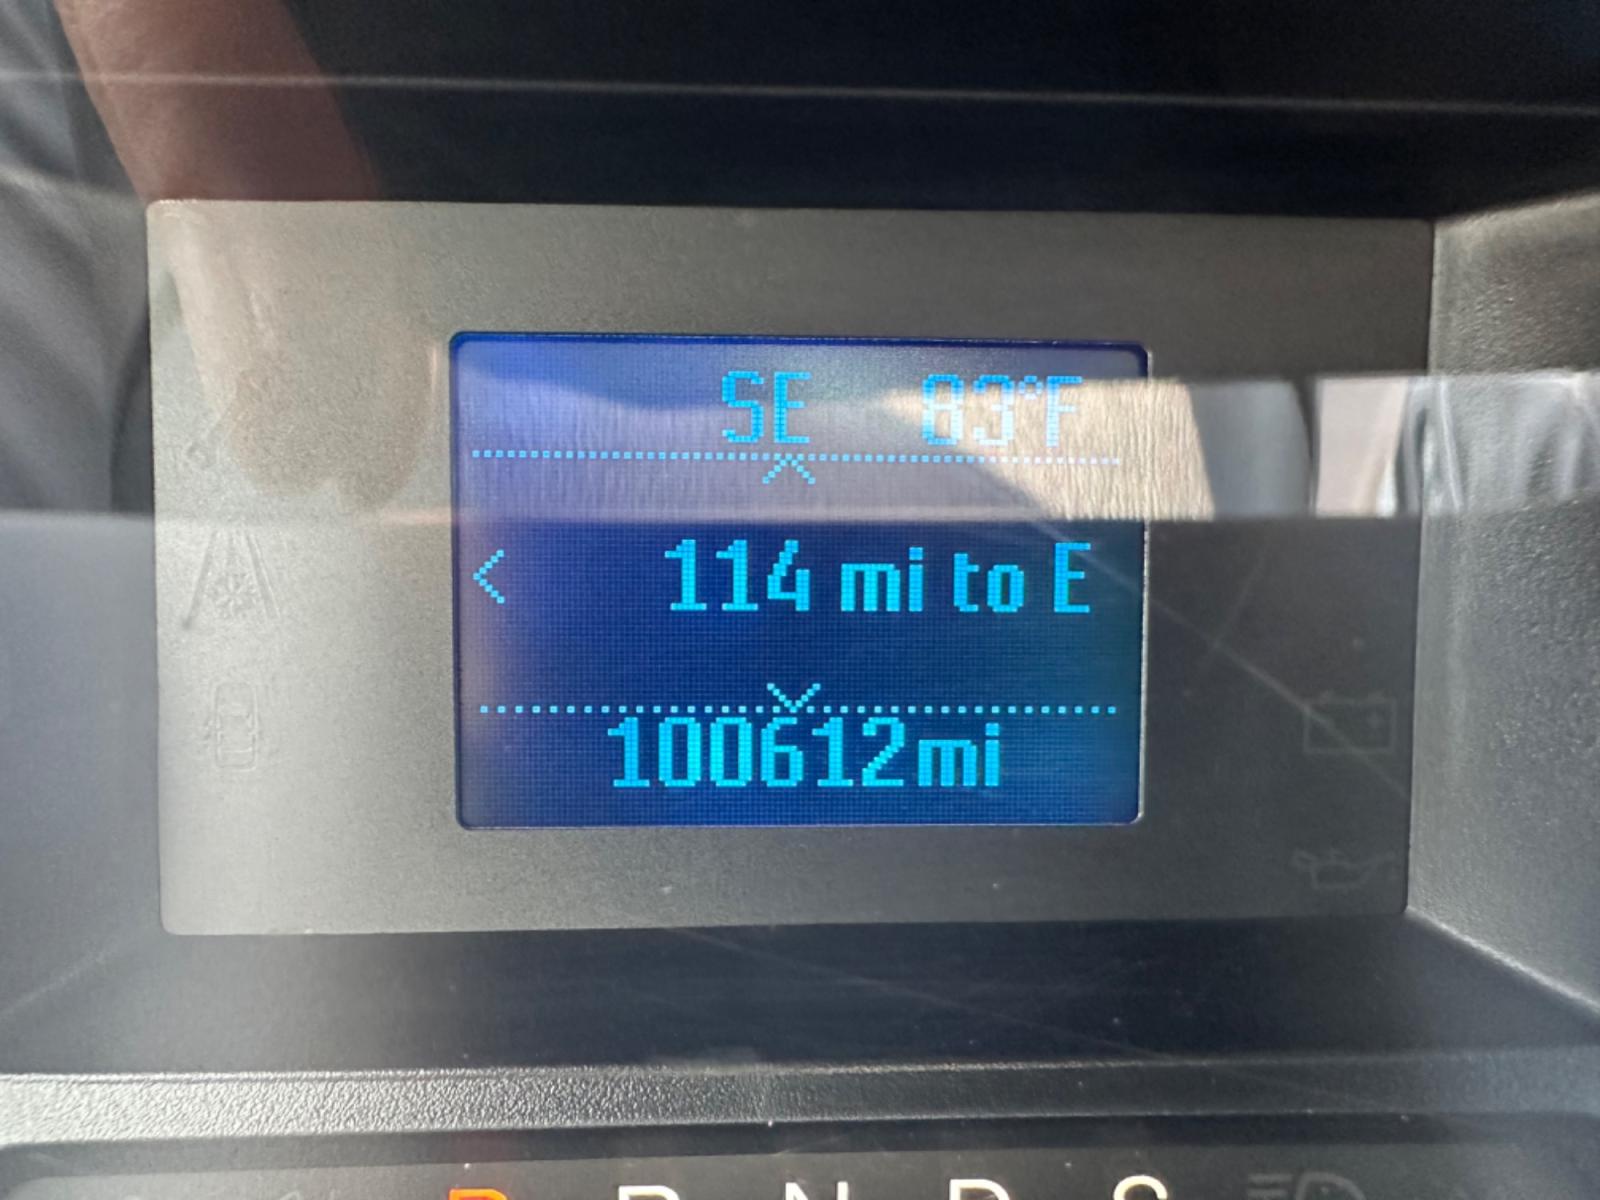 SE 83°F
< 114 mi to E
100612mi
P R N D S